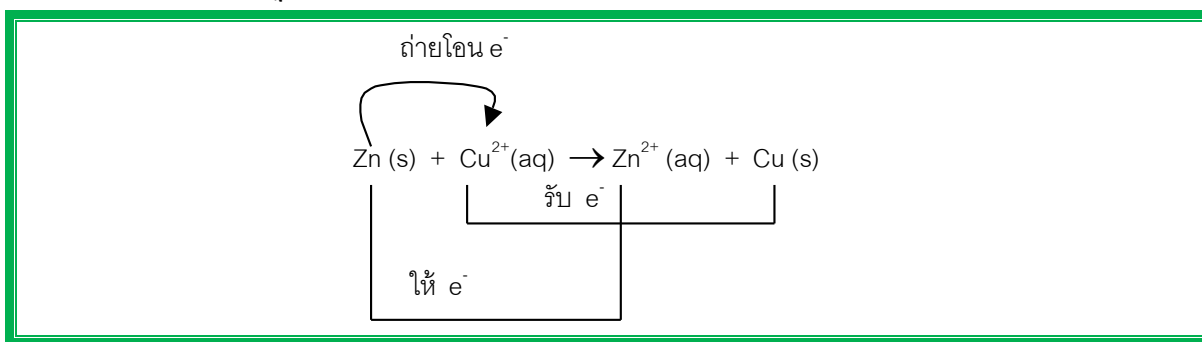 ถ่ายโอน e⁻
Zn (s) + Cu²⁺(aq) → Zn²⁺ (aq) + Cu (s)
รับ e⁻
ให้ e⁻